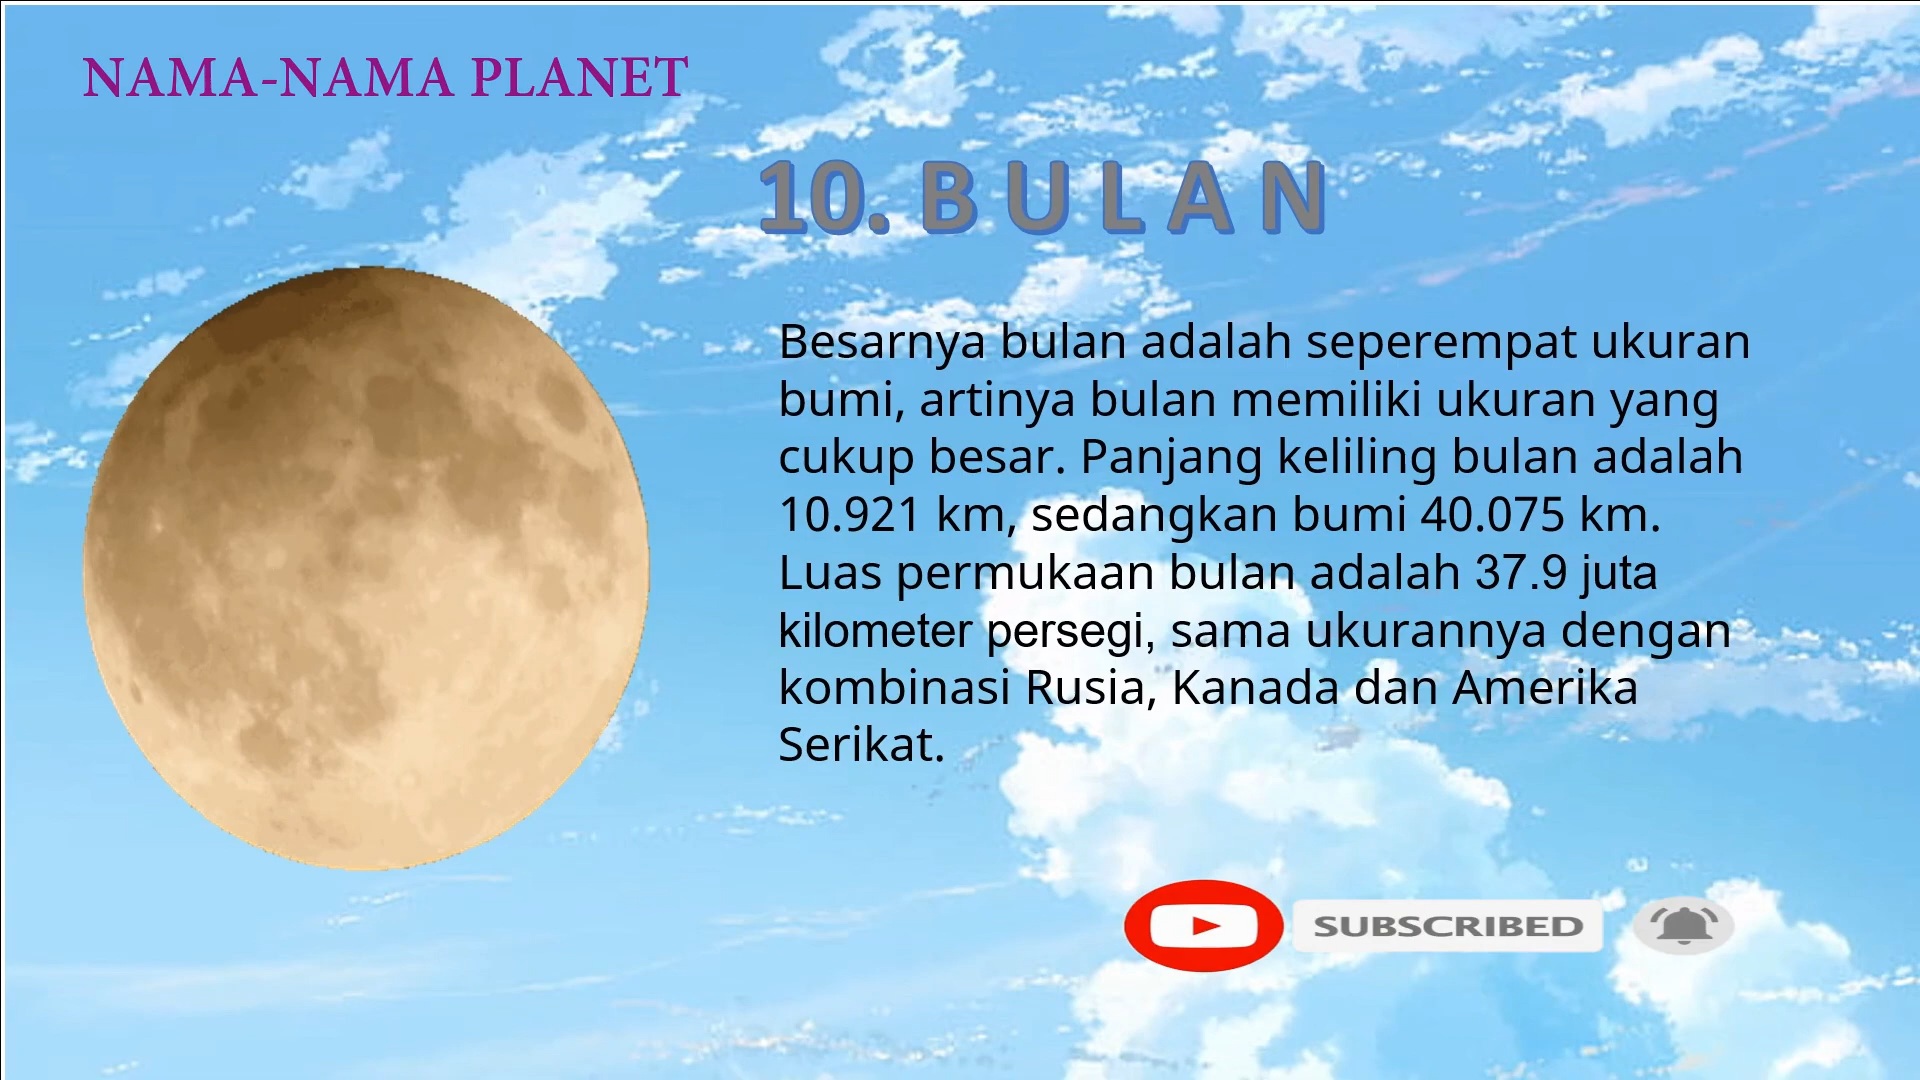 NAMA-NAMA PLANET
10. B U L A N
Besarnya bulan adalah seperempat ukuran
bumi, artinya bulan memiliki ukuran yang
cukup besar. Panjang keliling bulan adalah
10.921 km, sedangkan bumi 40.075 km.
Luas permukaan bulan adalah 37.9 juta
kilometer persegi, sama ukurannya dengan
kombinasi Rusia, Kanada dan Amerika
Serikat.
SUBSCRIBED